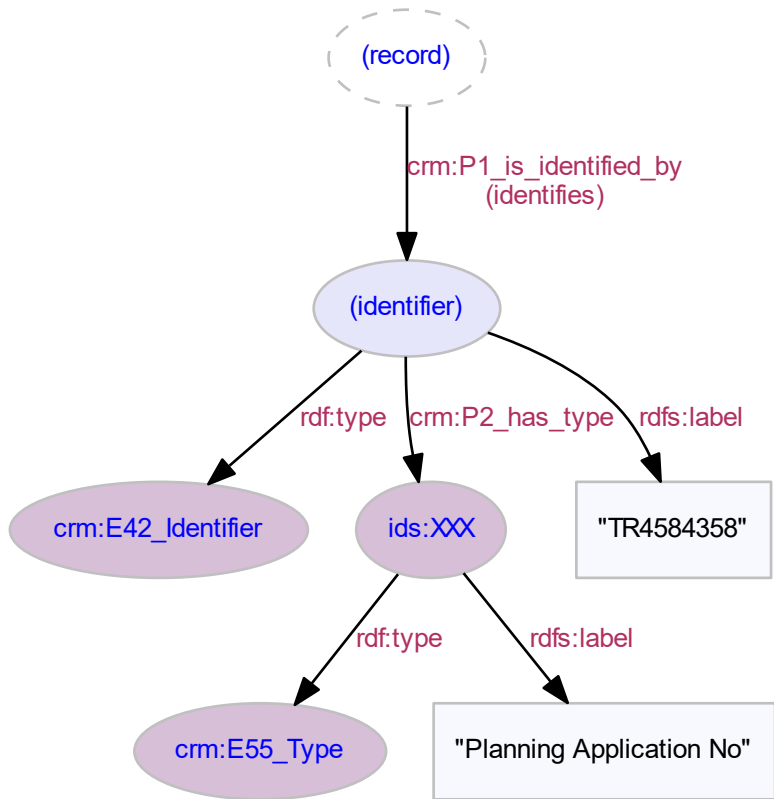 (record)
crm:P1_is_identified_by
(identifies)
(identifier)
rdf:type
crm:P2_has_type
rdfs:label
crm:E42_Identifier
ids:XXX
"TR4584358"
rdf:type
rdfs:label
crm:E55_Type
"Planning Application No"